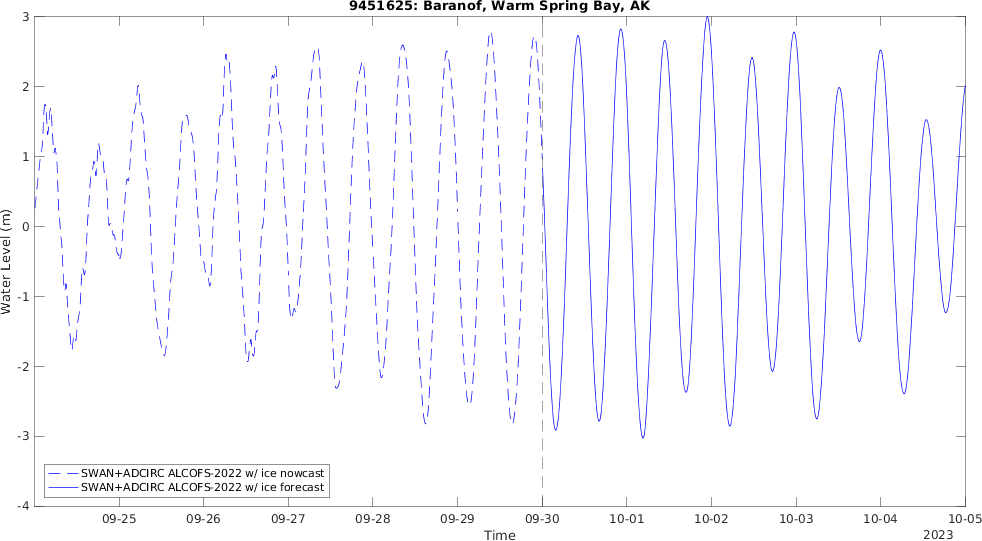 9451625: Baranof, Warm Spring Bay, AK
3
2
1
0
-1
-2
-3
-4
Water Level (m)
SWAN+ADCIRC ALCOFS-2022 w/ ice nowcast
SWAN+ADCIRC ALCOFS-2022 w/ ice forecast
09-25 09-26 09-27 09-28 09-29 09-30 10-01 10-02 10-03 10-04 10-05
Time
2023